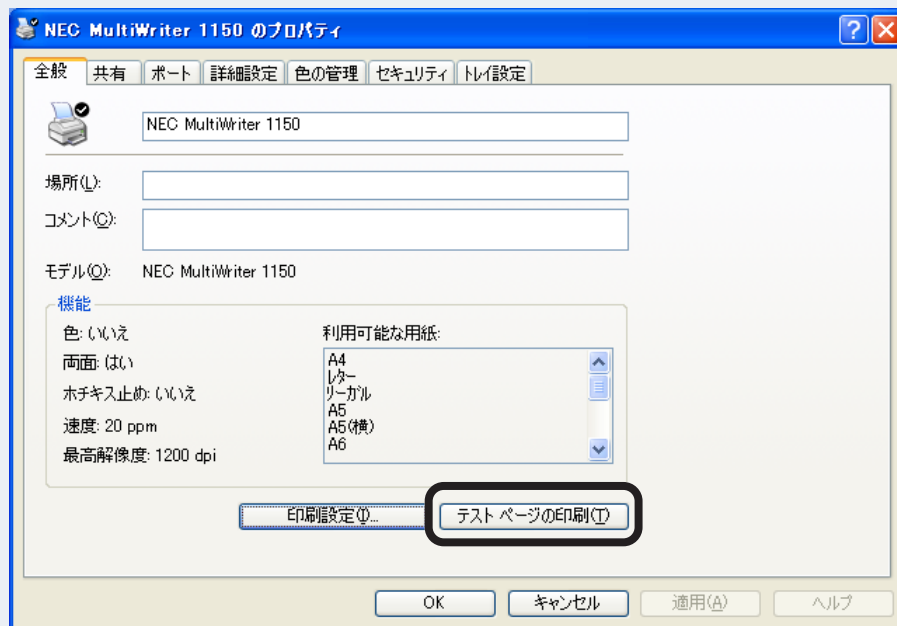 NEC MultiWriter 1150 のプロパティ
全般 共有 ポート 詳細設定 色の管理 セキュリティ トレイ設定
NEC MultiWriter 1150
場所(L):
コメント(C):
モデル(O): NEC MultiWriter 1150
機能
色: いいえ
両面: はい
ホチキス止め: いいえ
速度: 20 ppm
最高解像度: 1200 dpi
利用可能な用紙:
A4
レター
リーガル
A5
A5(横)
A6
印刷設定(I)... テスト ページの印刷(T)
OK キャンセル 適用(A) ヘルプ